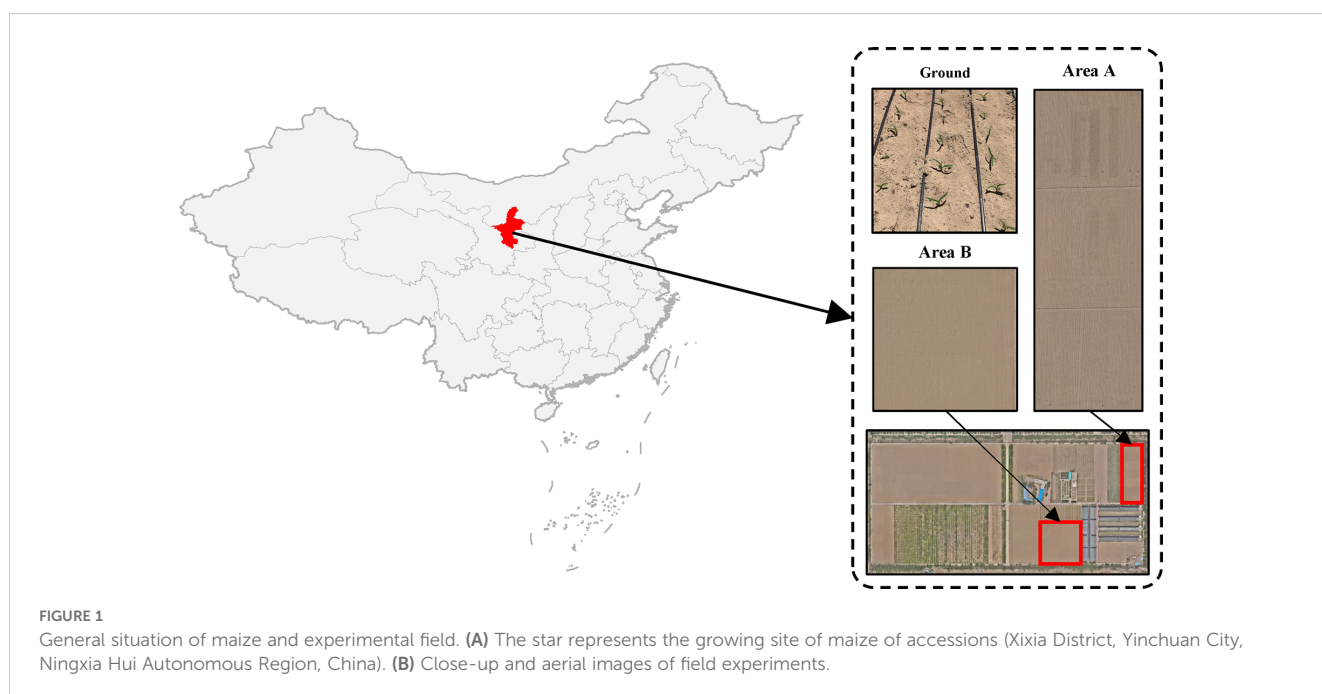 Ground
Area A
Area B
FIGURE 1
General situation of maize and experimental field. (A) The star represents the growing site of maize of accessions (Xixia District, Yinchuan City,
Ningxia Hui Autonomous Region, China). (B) Close-up and aerial images of field experiments.